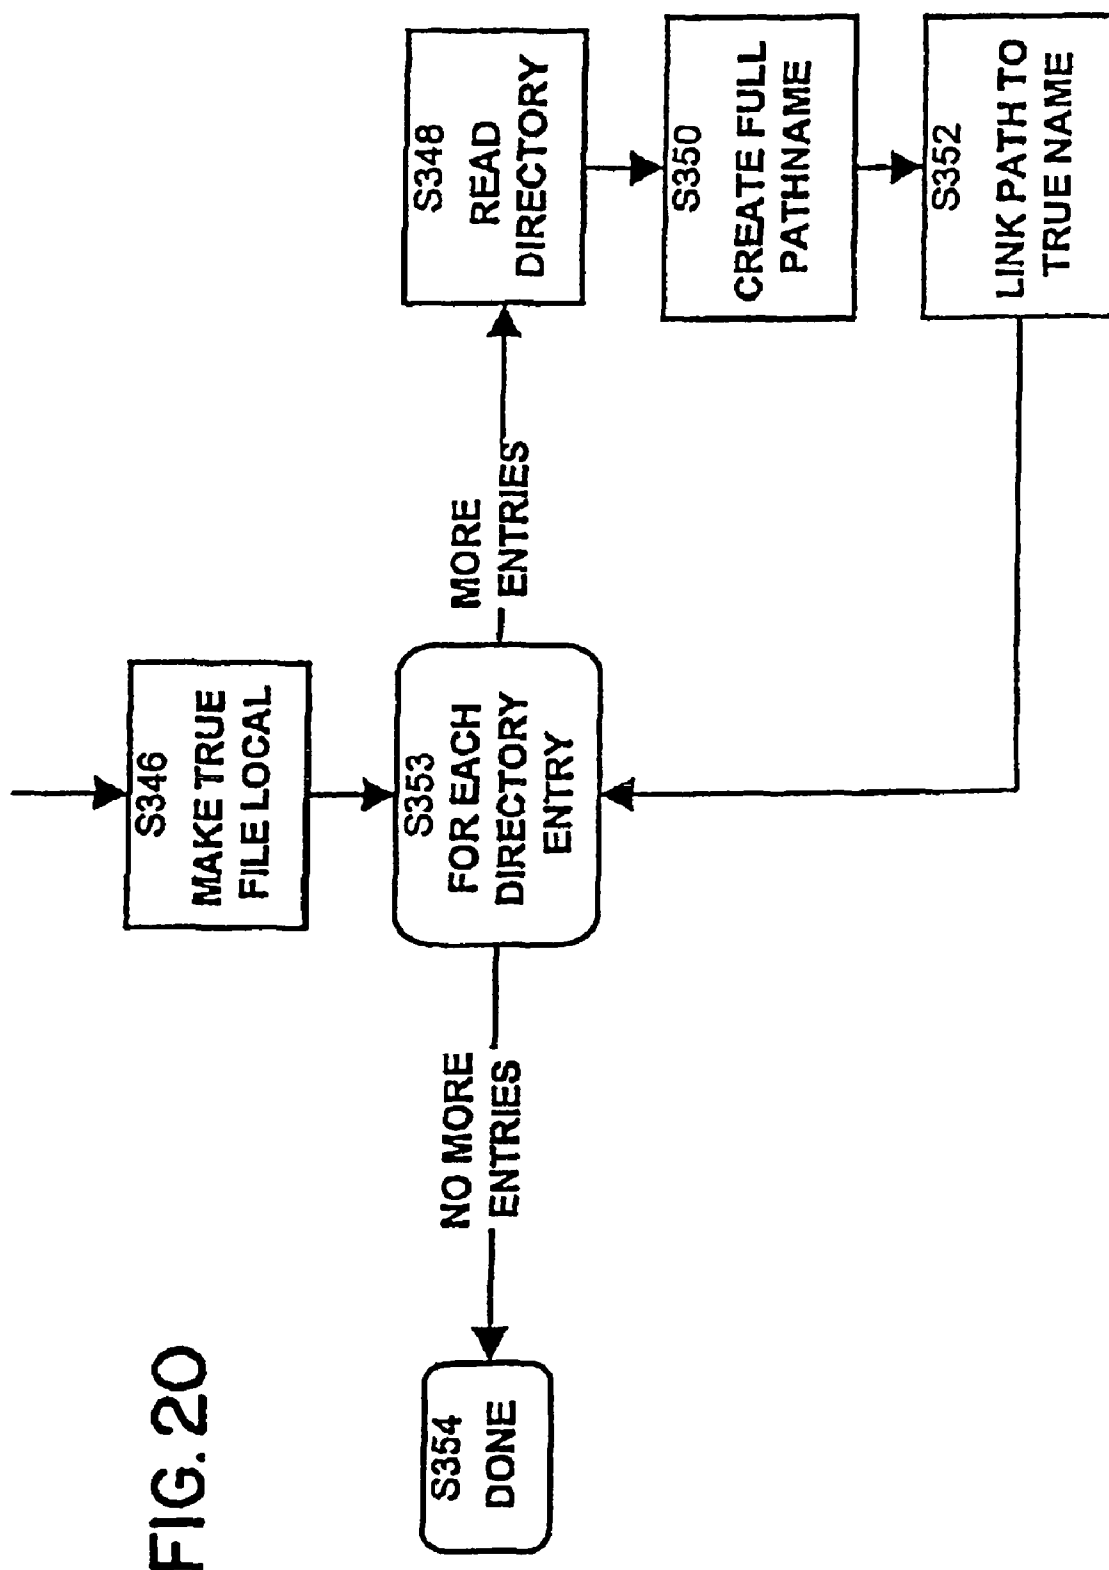 FIG. 20
S346
MAKE TRUE
FILE LOCAL
S353
FOR EACH
DIRECTORY
ENTRY
MORE
ENTRIES
S348
READ
DIRECTORY
S350
CREATE FULL
PATHNAME
S352
LINK PATH TO
TRUE NAME
NO MORE
ENTRIES
S354
DONE